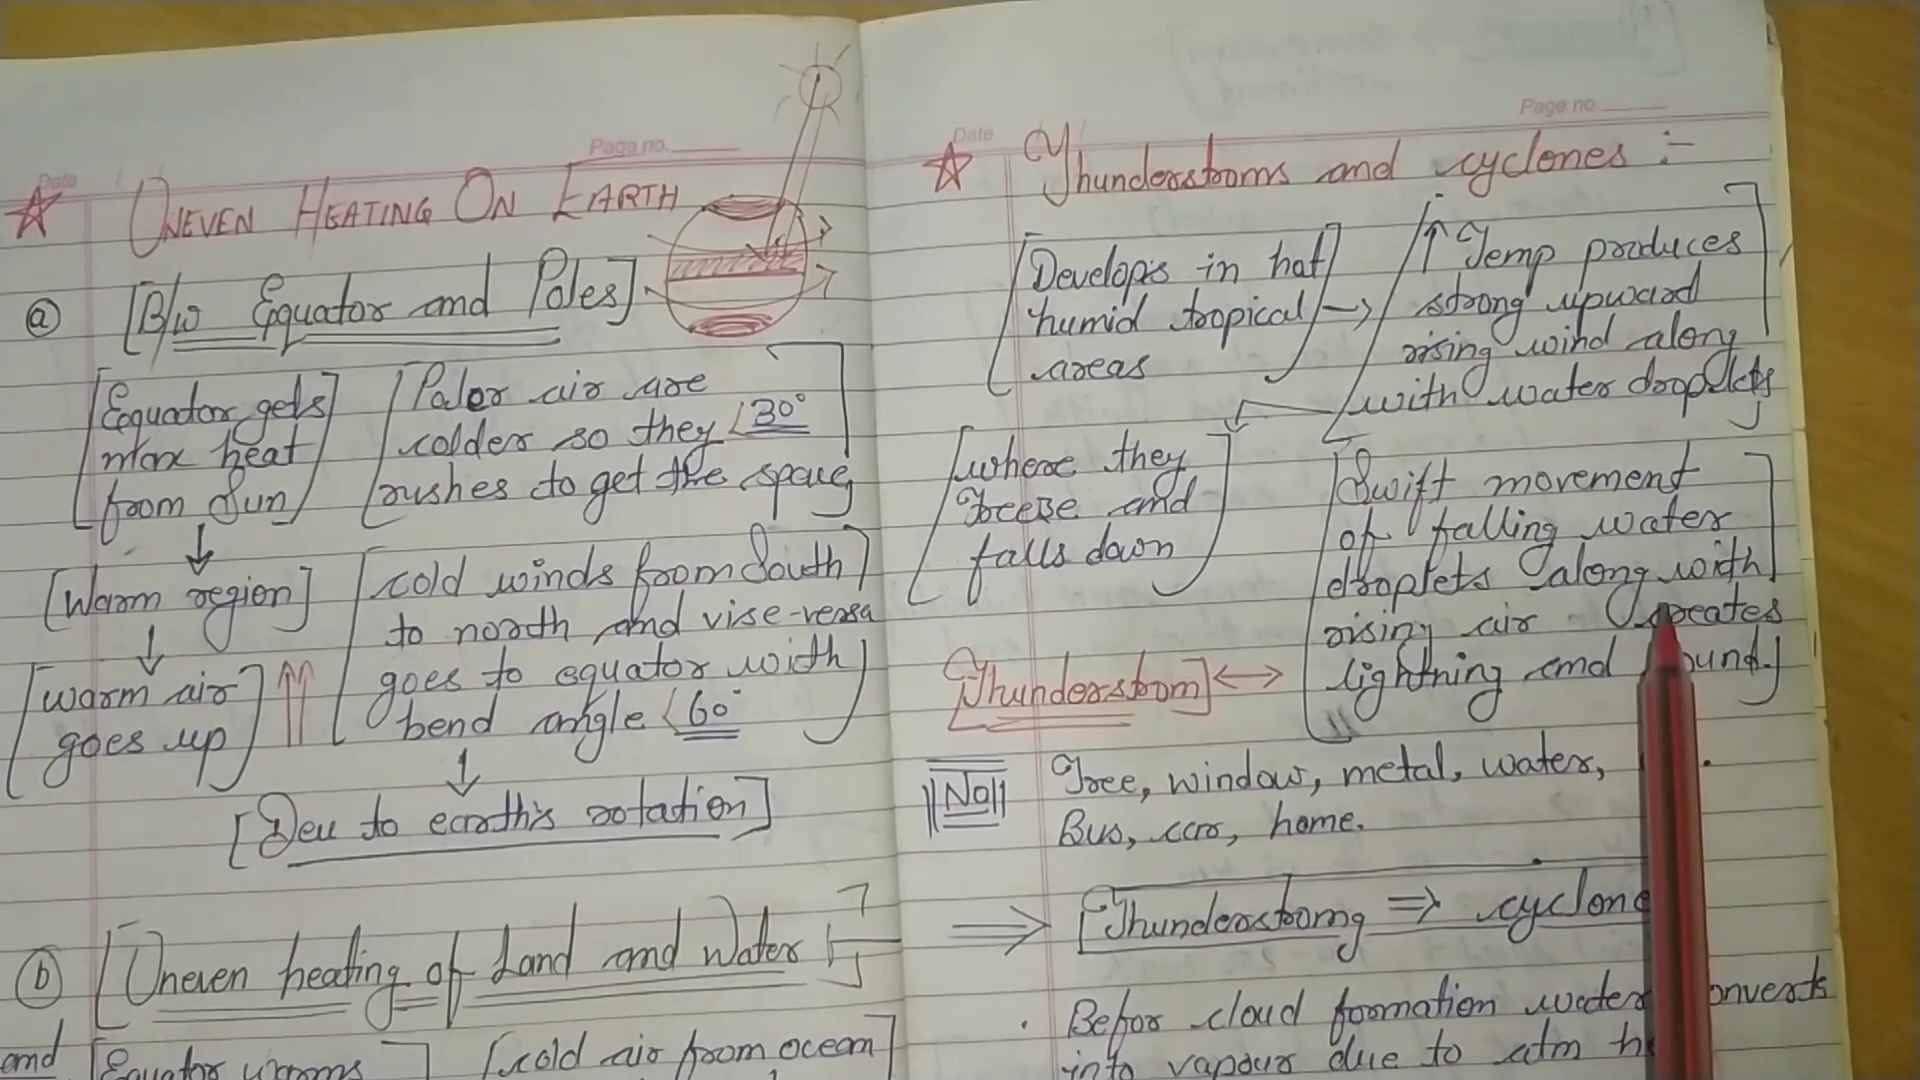 Date
Page no.
UNEVEN HEATING ON EARTH
(a) [B/w Equator and Poles].
[Equator gets
max heat
from Sun]
[Polar air are
colder so they <30°
rushes to get the space]
[Warm region]
[cold winds from South
to north and vise-versa
goes to equator with
bend angle <60°]
[warm air
goes up]
[Deu to earth's rotation]
(b) [Uneven heating of Land and Water]
and
[Equator warms]
[cold air from ocean]
Date
Page no.
Thunderstroms and cyclones :-
[Develops in hot
humid tropical
areas]
[↑ Temp produces
strong upward
rising wind along
with water droplets]
[where they
freeze and
falls down]
[Swift movement
of falling water
droplets along with
rising air creates
lightning and sound.]
[Thunderstrom]
||No||
Tree, window, metal, water,
Bus, car, home.
⇒ [Thunderstrom ⇒ cyclone
Befor cloud formation water converts
into vapour due to atm